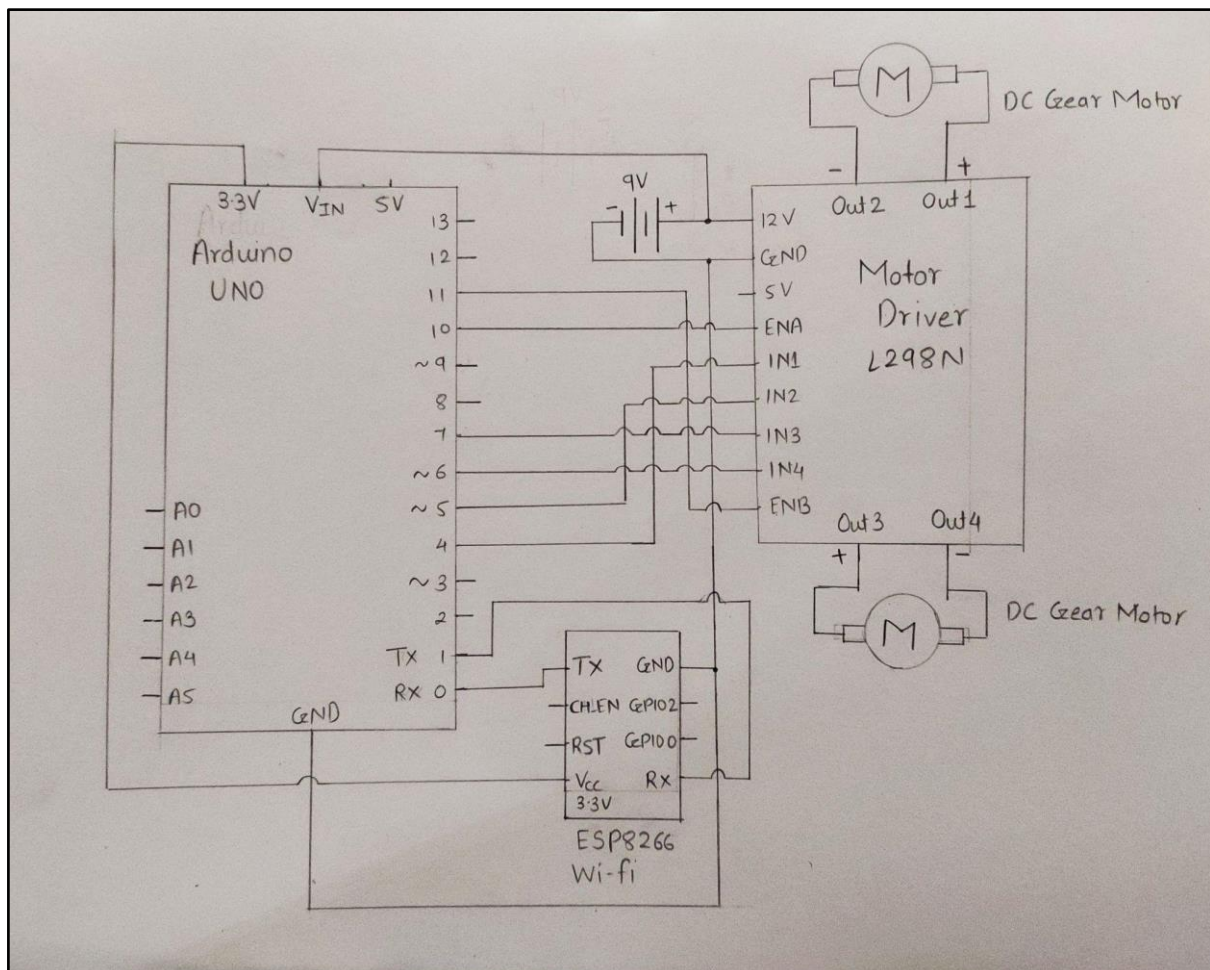 M
DC Gear Motor
- +
Out2 Out1
3.3V VIN 5V
Arduino
UNO
13
12
11
10
~9
8
7
~6
~5
4
~3
2
TX 1
RX 0
A0
A1
A2
A3
A4
A5
GND
9V
- +
12V
GND
5V
ENA
IN1
IN2
IN3
IN4
ENB
Motor
Driver
L298N
Out3 Out4
+ -
M
DC Gear Motor
TX GND
CH_EN GPIO2
RST GPIO0
Vcc Rx
3.3V
ESP8266
Wi-fi